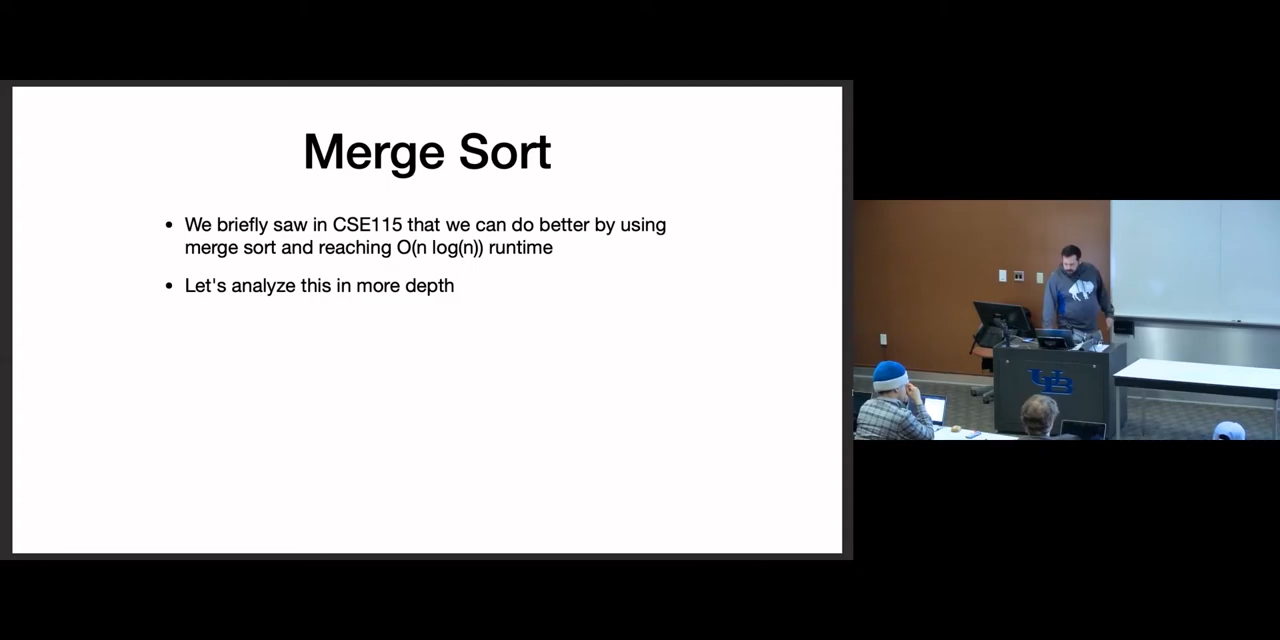 Merge Sort
• We briefly saw in CSE115 that we can do better by using
merge sort and reaching O(n log(n)) runtime
• Let's analyze this in more depth
UB